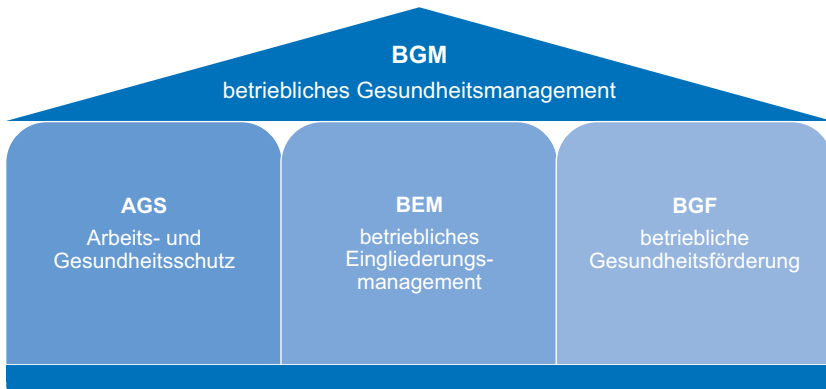 BGM
betriebliches Gesundheitsmanagement
AGS
Arbeits- und
Gesundheitsschutz
BEM
betriebliches
Eingliederungs-
management
BGF
betriebliche
Gesundheitsförderung